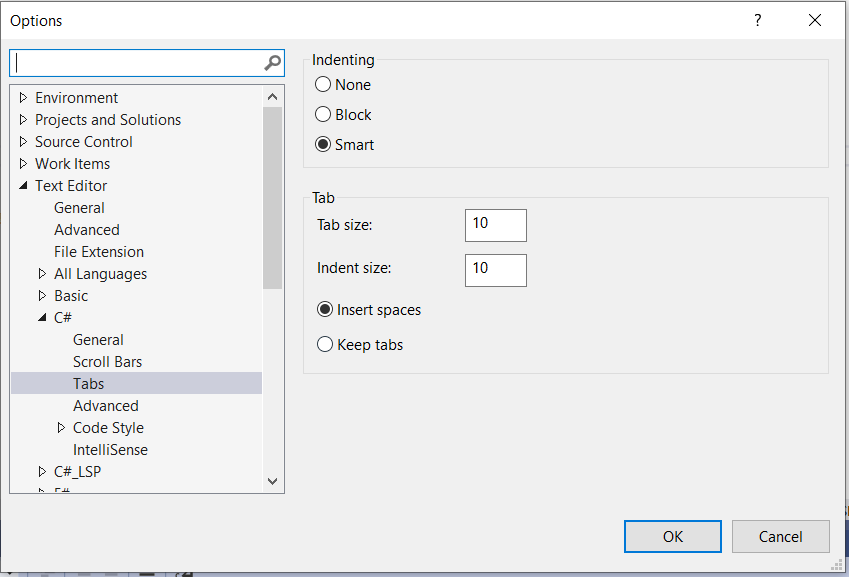 Options
?
Environment
Projects and Solutions
Source Control
Work Items
Text Editor
General
Advanced
File Extension
All Languages
Basic
C#
General
Scroll Bars
Tabs
Advanced
Code Style
IntelliSense
C#_LSP
F#
Indenting
None
Block
Smart
Tab
Tab size: 10
Indent size: 10
Insert spaces
Keep tabs
OK Cancel